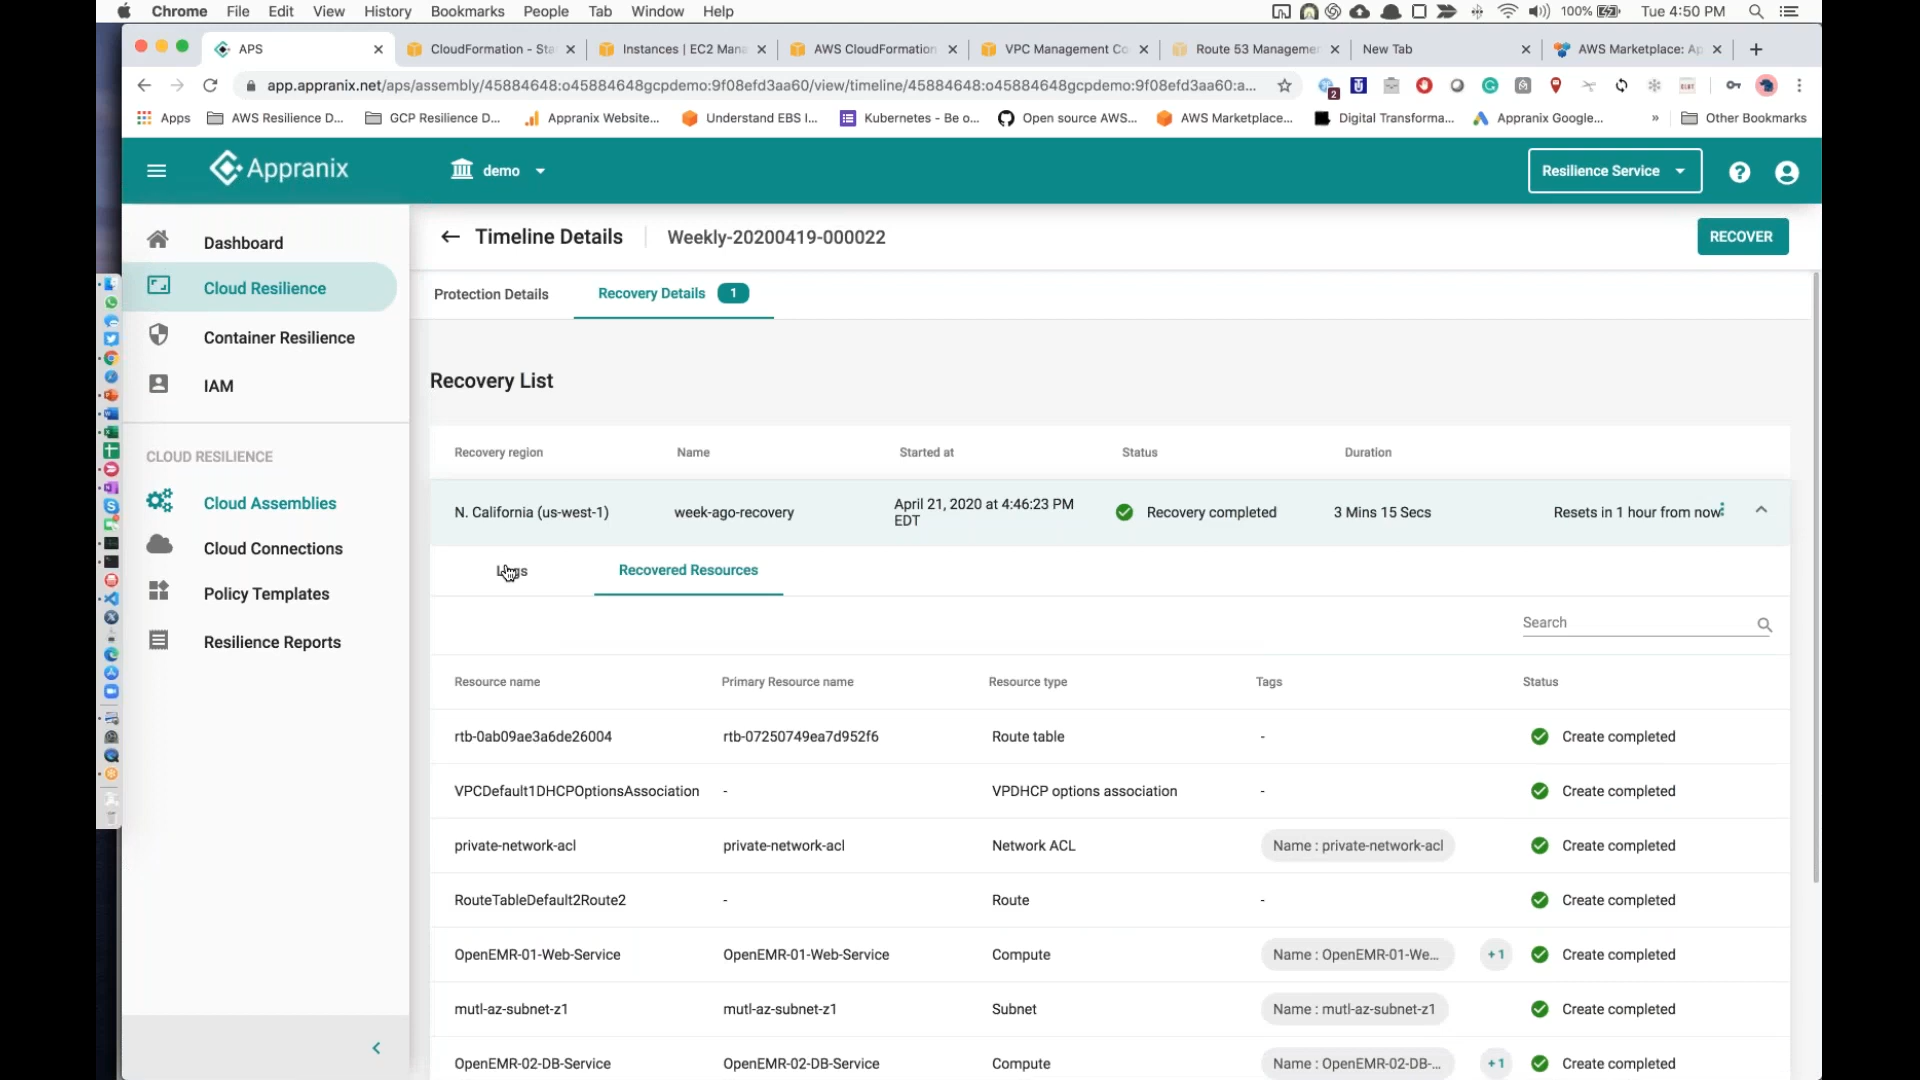 Chrome File Edit View History Bookmarks People Tab Window Help 100% Tue 4:50 PM
APS CloudFormation - Sta Instances | EC2 Mana AWS CloudFormation VPC Management Co Route 53 Managemen New Tab AWS Marketplace: Ap
app.appranix.net/aps/assembly/45884648:o45884648gcpdemo:9f08efd3aa60/view/timeline/45884648:o45884648gcpdemo:9f08efd3aa60:a... 2
Apps AWS Resilience D... GCP Resilience D... Appranix Website... Understand EBS I... Kubernetes - Be o... Open source AWS... AWS Marketplace... Digital Transforma... Appranix Google... » Other Bookmarks
Appranix demo Resilience Service ?
Timeline Details Weekly-20200419-000022 RECOVER
Dashboard
Cloud Resilience
Container Resilience
IAM
CLOUD RESILIENCE
Cloud Assemblies
Cloud Connections
Policy Templates
Resilience Reports
Protection Details Recovery Details 1
Recovery List
Recovery region Name Started at Status Duration
N. California (us-west-1) week-ago-recovery April 21, 2020 at 4:46:23 PM EDT Recovery completed 3 Mins 15 Secs Resets in 1 hour from now
Recovered Resources
Search
Resource name Primary Resource name Resource type Tags Status
rtb-0ab09ae3a6de26004 rtb-07250749ea7d952f6 Route table - Create completed
VPCDefault1DHCPOptionsAssociation - VPDHCP options association - Create completed
private-network-acl private-network-acl Network ACL Name : private-network-acl Create completed
RouteTableDefault2Route2 - Route - Create completed
OpenEMR-01-Web-Service OpenEMR-01-Web-Service Compute Name : OpenEMR-01-We... +1 Create completed
mutl-az-subnet-z1 mutl-az-subnet-z1 Subnet Name : mutl-az-subnet-z1 Create completed
OpenEMR-02-DB-Service OpenEMR-02-DB-Service Compute Name : OpenEMR-02-DB-... +1 Create completed